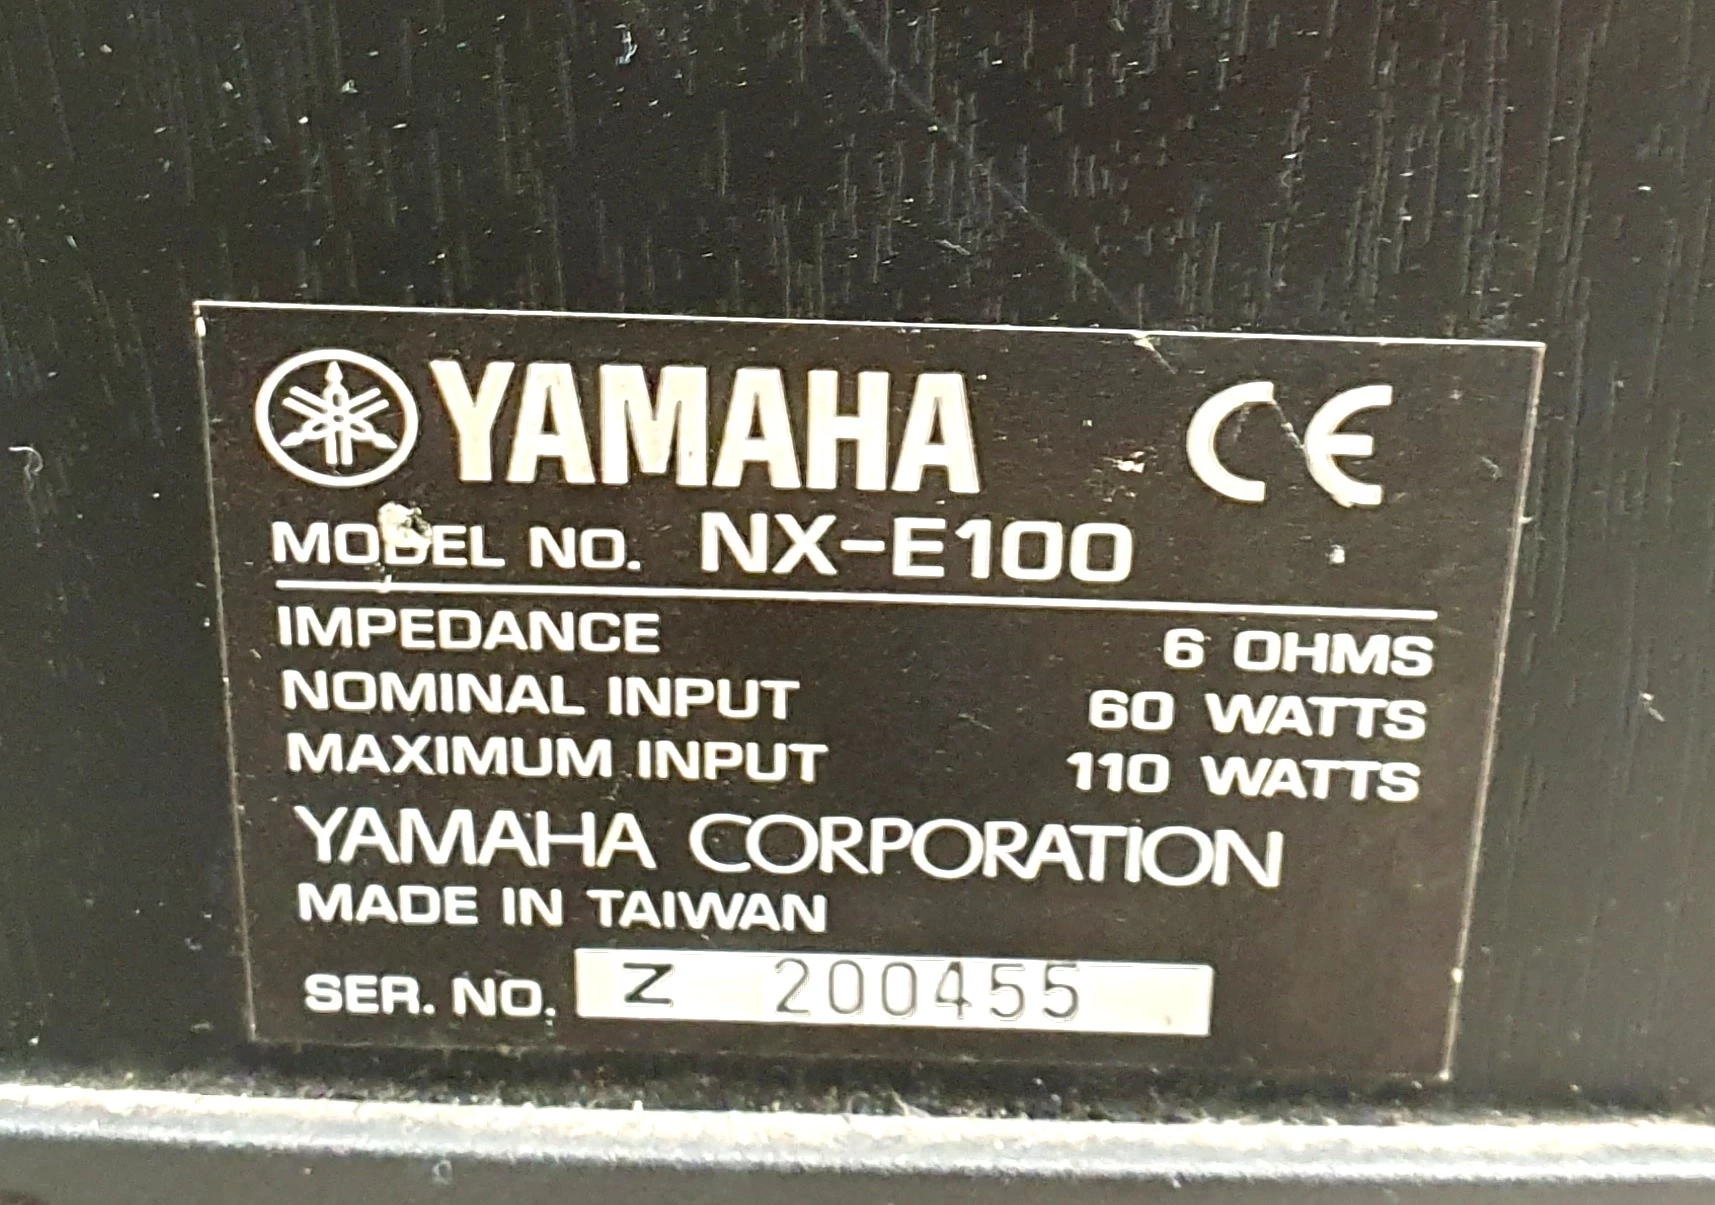 YAMAHA CE
MODEL NO. NX-E100
IMPEDANCE 6 OHMS
NOMINAL INPUT 60 WATTS
MAXIMUM INPUT 110 WATTS
YAMAHA CORPORATION
MADE IN TAIWAN
SER. NO. Z 200455